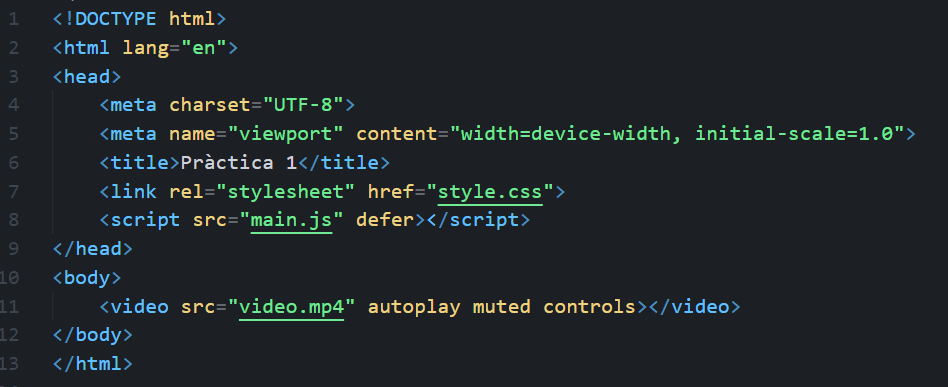 1 <!DOCTYPE html>
2 <html lang="en">
3 <head>
4     <meta charset="UTF-8">
5     <meta name="viewport" content="width=device-width, initial-scale=1.0">
6     <title>Pràctica 1</title>
7     <link rel="stylesheet" href="style.css">
8     <script src="main.js" defer></script>
9 </head>
10 <body>
11     <video src="video.mp4" autoplay muted controls></video>
12 </body>
13 </html>